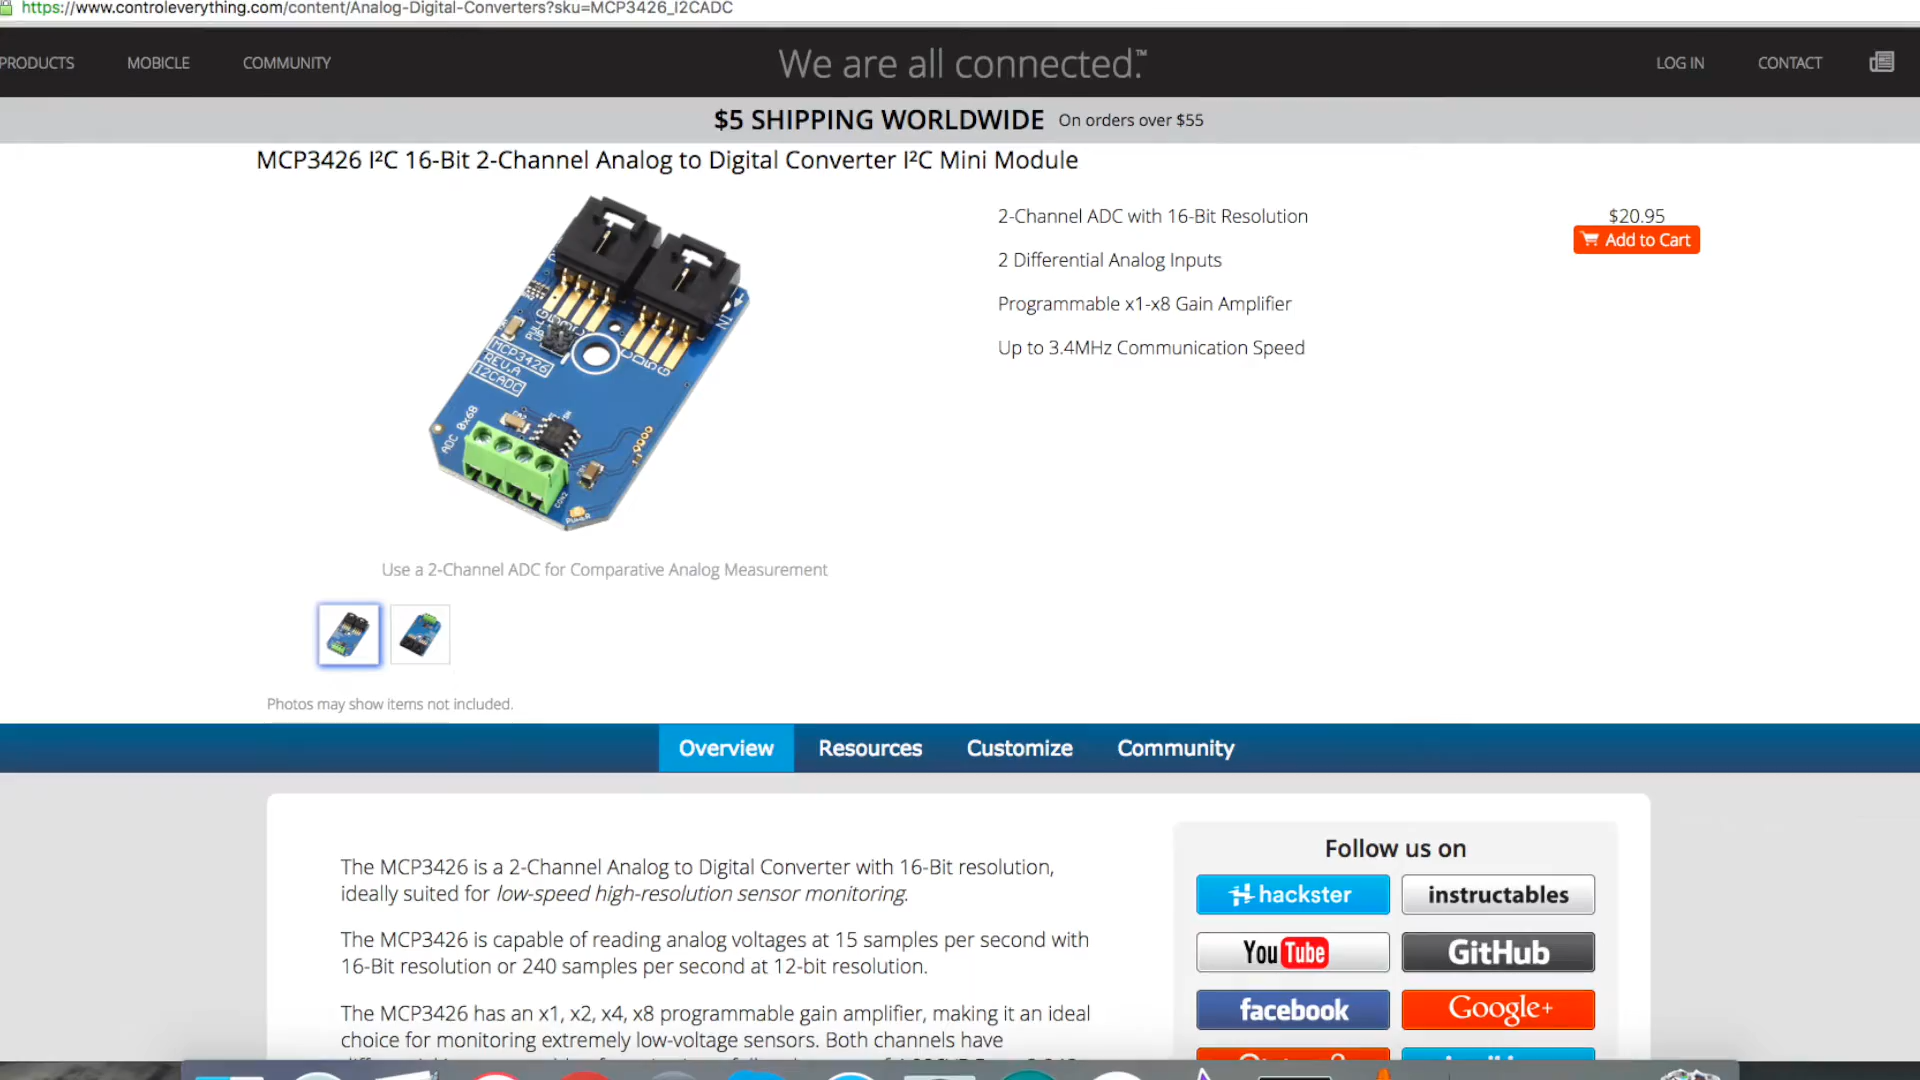 https://www.controleverything.com/content/Analog-Digital-Converters?sku=MCP3426_I2CADC
PRODUCTS MOBICLE COMMUNITY We are all connected.™ LOG IN CONTACT
$5 SHIPPING WORLDWIDE On orders over $55
MCP3426 I²C 16-Bit 2-Channel Analog to Digital Converter I²C Mini Module
2-Channel ADC with 16-Bit Resolution
2 Differential Analog Inputs
Programmable x1-x8 Gain Amplifier
Up to 3.4MHz Communication Speed
$20.95
Add to Cart
MCP3426
REV.A
I2CADC
ADC 0x68
Use a 2-Channel ADC for Comparative Analog Measurement
Photos may show items not included.
Overview Resources Customize Community
The MCP3426 is a 2-Channel Analog to Digital Converter with 16-Bit resolution,
ideally suited for low-speed high-resolution sensor monitoring.
The MCP3426 is capable of reading analog voltages at 15 samples per second with
16-Bit resolution or 240 samples per second at 12-bit resolution.
The MCP3426 has an x1, x2, x4, x8 programmable gain amplifier, making it an ideal
choice for monitoring extremely low-voltage sensors. Both channels have
Follow us on
hackster instructables
YouTube GitHub
facebook Google+